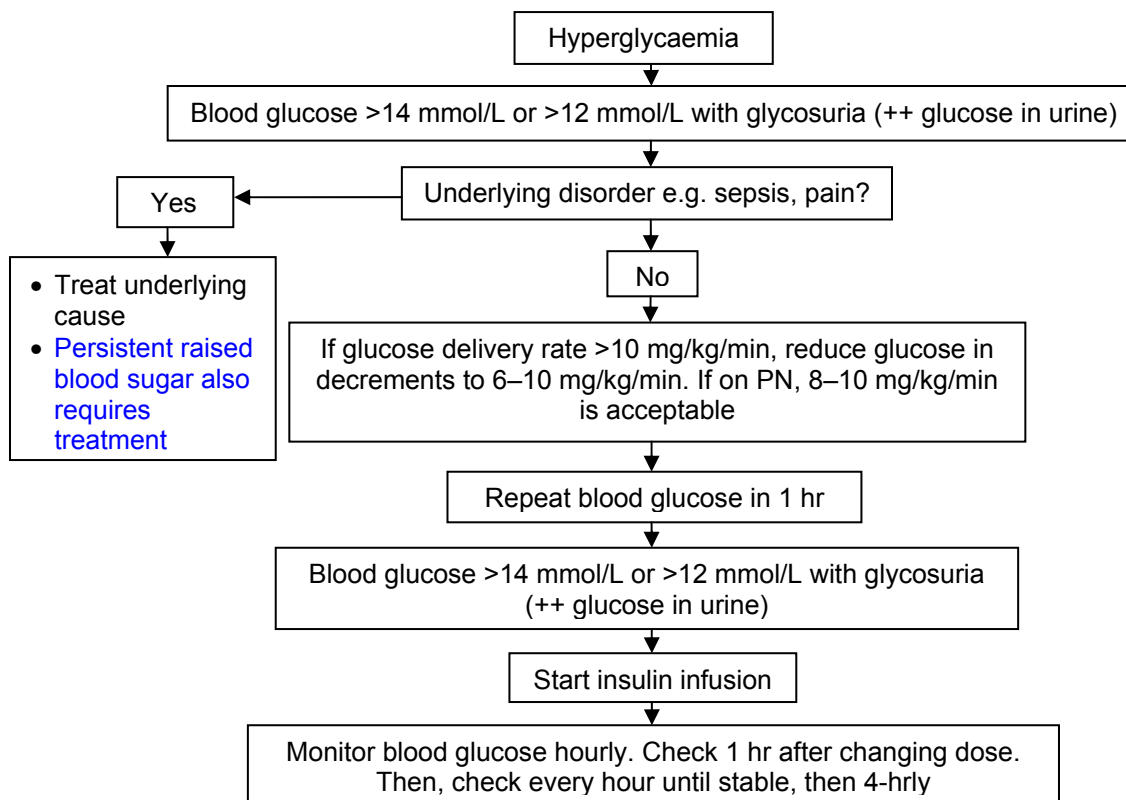 Hyperglycaemia
Blood glucose >14 mmol/L or >12 mmol/L with glycosuria (++ glucose in urine)
Underlying disorder e.g. sepsis, pain?
Yes
No
• Treat underlying
cause
• Persistent raised
blood sugar also
requires
treatment
If glucose delivery rate >10 mg/kg/min, reduce glucose in
decrements to 6–10 mg/kg/min. If on PN, 8–10 mg/kg/min
is acceptable
Repeat blood glucose in 1 hr
Blood glucose >14 mmol/L or >12 mmol/L with glycosuria
(++ glucose in urine)
Start insulin infusion
Monitor blood glucose hourly. Check 1 hr after changing dose.
Then, check every hour until stable, then 4-hrly